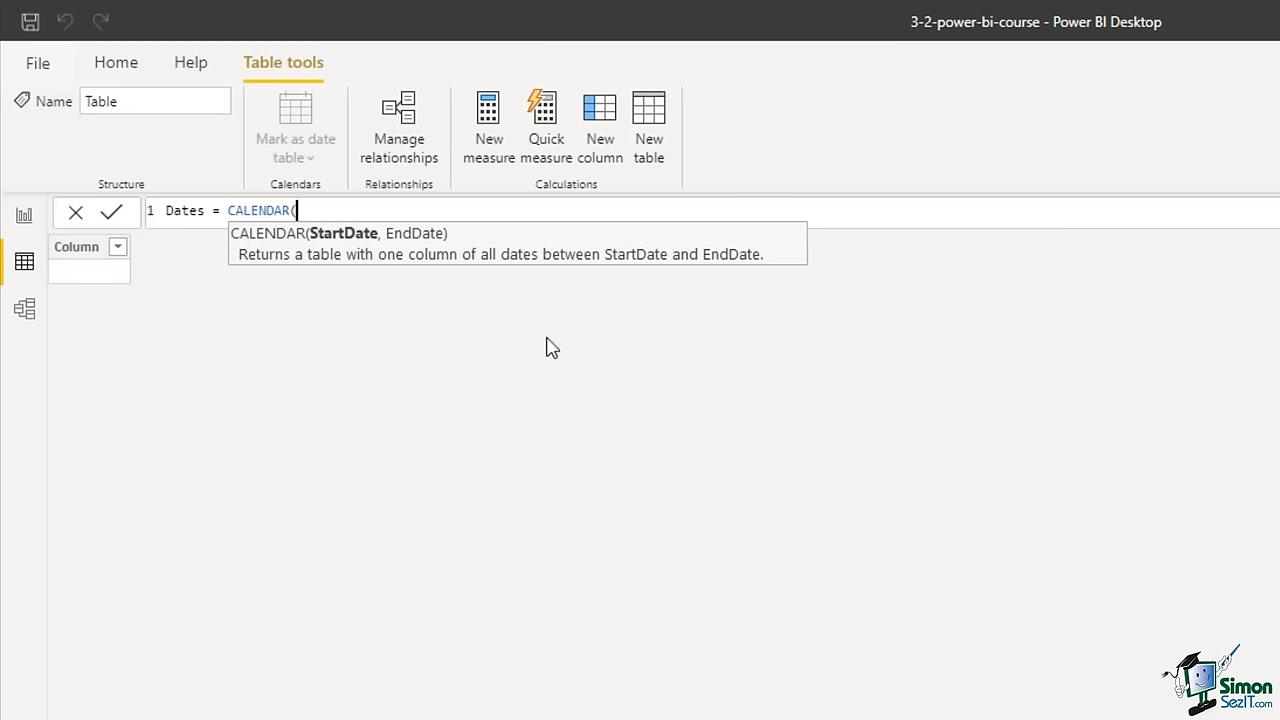 3-2-power-bi-course - Power BI Desktop
File Home Help Table tools
Name Table
Mark as date table
Manage relationships
New measure
Quick measure
New column
New table
Structure Calendars Relationships Calculations
1 Dates = CALENDAR(
CALENDAR(StartDate, EndDate)
Returns a table with one column of all dates between StartDate and EndDate.
Column
Simon
SezIT.com